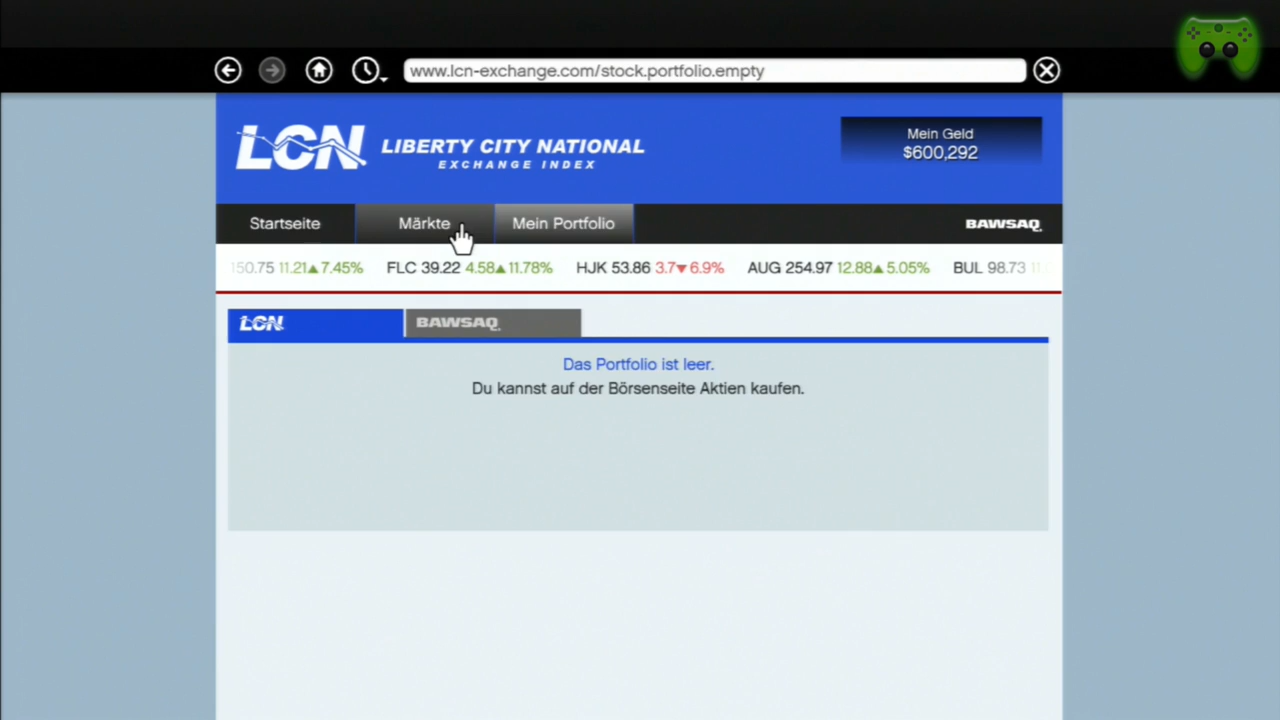 www.lcn-exchange.com/stock.portfolio.empty
LCN LIBERTY CITY NATIONAL
EXCHANGE INDEX
Mein Geld
$600,292
Startseite Märkte Mein Portfolio BAWSAQ
150.75 11.21▲7.45% FLC 39.22 4.58▲11.78% HJK 53.86 3.7▼6.9% AUG 254.97 12.88▲5.05% BUL 98.73
LCN BAWSAQ
Das Portfolio ist leer.
Du kannst auf der Börsenseite Aktien kaufen.